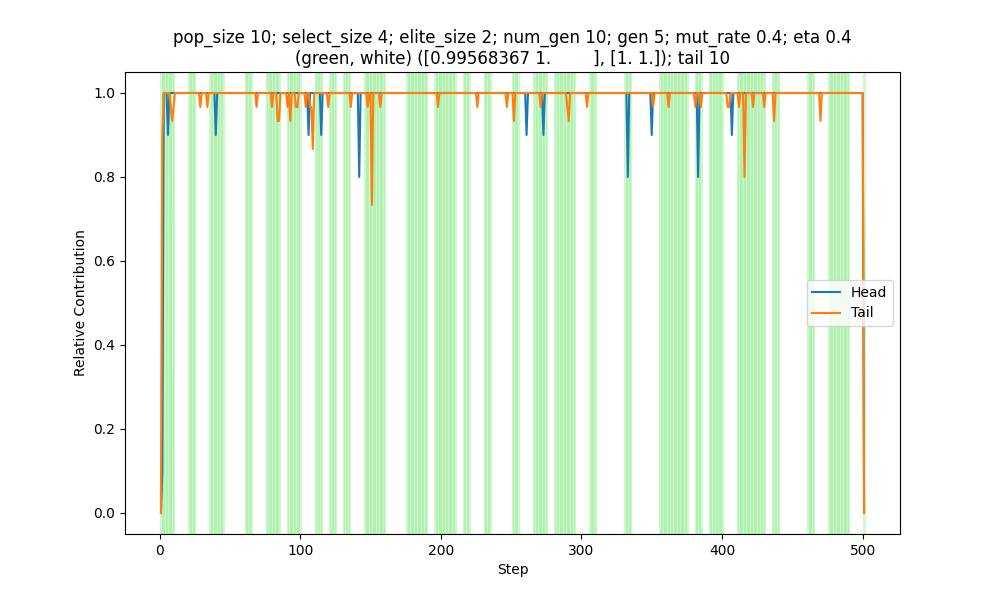 pop_size 10; select_size 4; elite_size 2; num_gen 10; gen 5; mut_rate 0.4; eta 0.4
(green, white) ([0.99568367 1.         ], [1. 1.]); tail 10
1.0
0.8
0.6
0.4
0.2
0.0
Relative Contribution
Head
Tail
0
100
200
300
400
500
Step